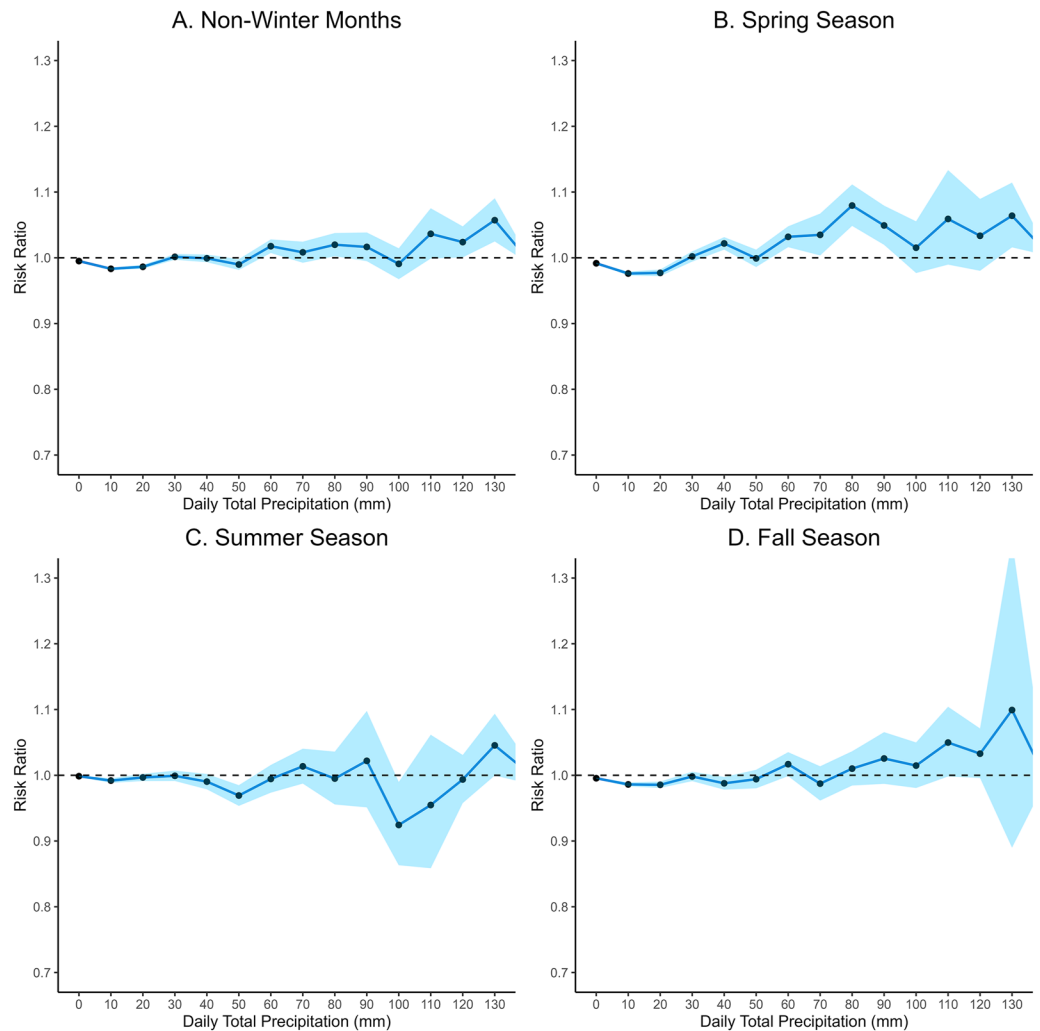 A. Non-Winter Months
1.3
1.2
1.1
1.0
0.9
0.8
0.7
Risk Ratio
0 10 20 30 40 50 60 70 80 90 100 110 120 130
Daily Total Precipitation (mm)
B. Spring Season
1.3
1.2
1.1
1.0
0.9
0.8
0.7
Risk Ratio
0 10 20 30 40 50 60 70 80 90 100 110 120 130
Daily Total Precipitation (mm)
C. Summer Season
1.3
1.2
1.1
1.0
0.9
0.8
0.7
Risk Ratio
0 10 20 30 40 50 60 70 80 90 100 110 120 130
Daily Total Precipitation (mm)
D. Fall Season
1.3
1.2
1.1
1.0
0.9
0.8
0.7
Risk Ratio
0 10 20 30 40 50 60 70 80 90 100 110 120 130
Daily Total Precipitation (mm)